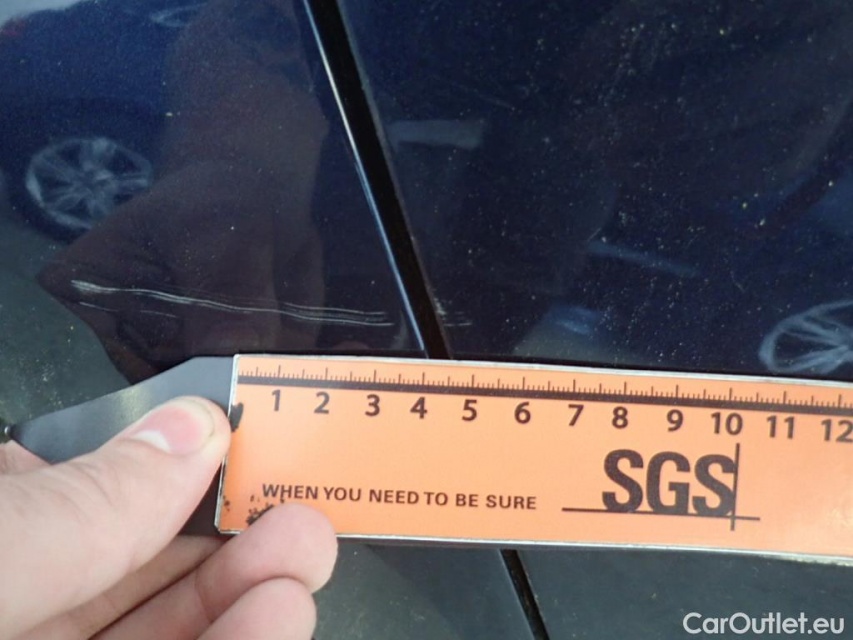 1 2 3 4 5 6 7 8 9 10 11 12
SGS
WHEN YOU NEED TO BE SURE
CarOutlet.eu